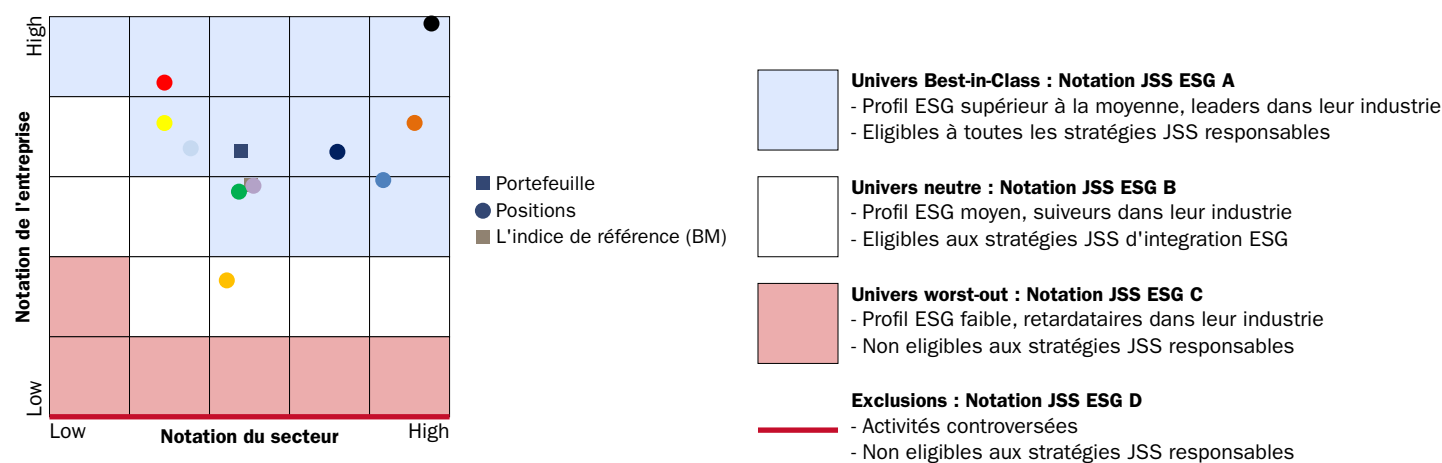 High
Notation de l'entreprise
Low
Low
Notation du secteur
High
Portefeuille
Positions
L'indice de référence (BM)
Univers Best-in-Class : Notation JSS ESG A
- Profil ESG supérieur à la moyenne, leaders dans leur industrie
- Eligibles à toutes les stratégies JSS responsables
Univers neutre : Notation JSS ESG B
- Profil ESG moyen, suiveurs dans leur industrie
- Eligibles aux stratégies JSS d'integration ESG
Univers worst-out : Notation JSS ESG C
- Profil ESG faible, retardataires dans leur industrie
- Non eligibles aux stratégies JSS responsables
Exclusions : Notation JSS ESG D
- Activités controversées
- Non eligibles aux stratégies JSS responsables